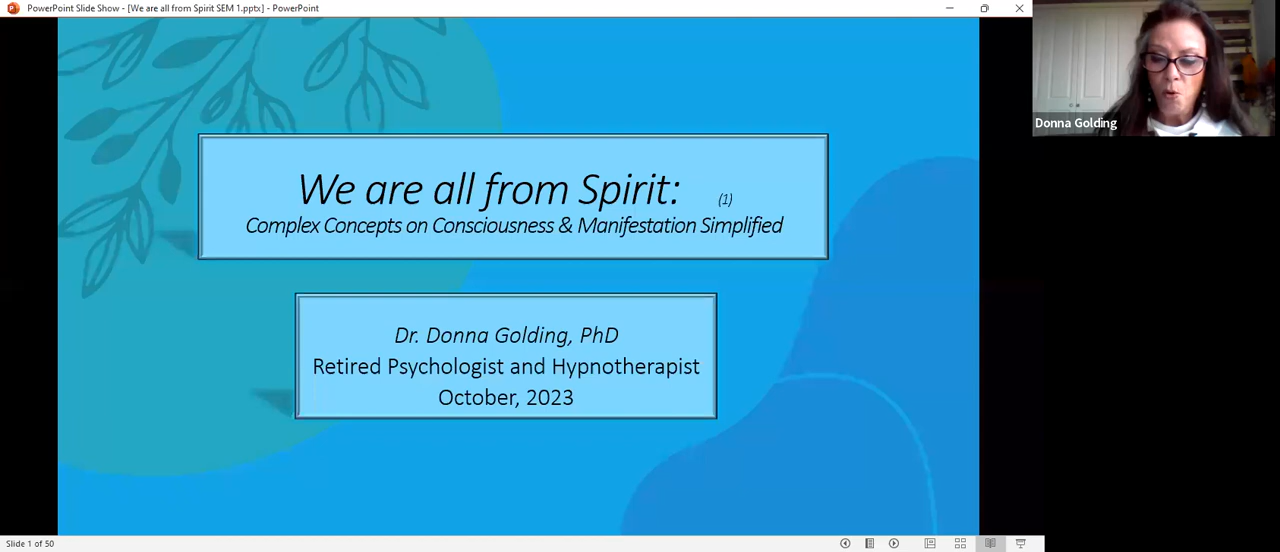 PowerPoint Slide Show - [We are all from Spirit SEM 1.pptx] - PowerPoint
We are all from Spirit: (1)
Complex Concepts on Consciousness & Manifestation Simplified
Dr. Donna Golding, PhD
Retired Psychologist and Hypnotherapist
October, 2023
Donna Golding
Slide 1 of 50